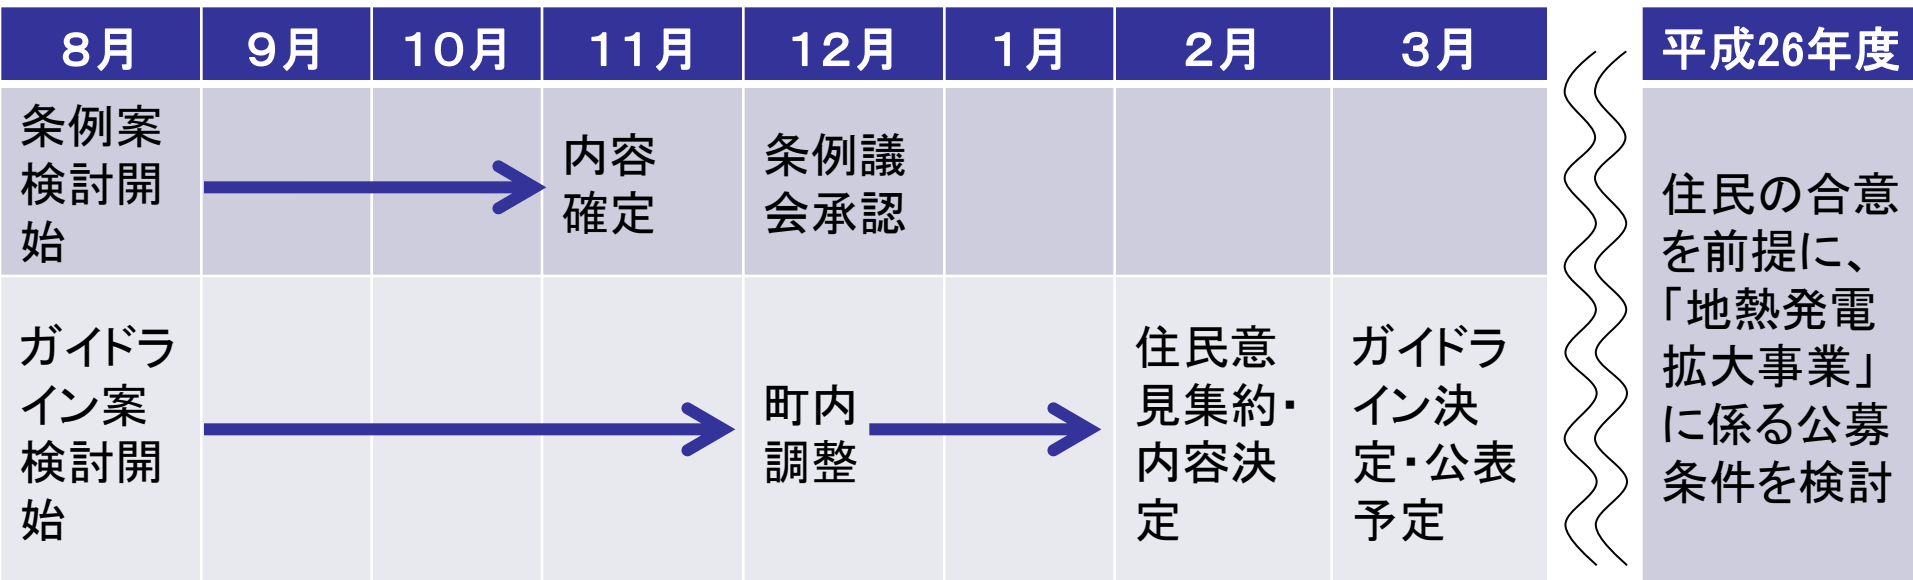 ８月
９月
１０月
１１月
１２月
１月
２月
３月
平成26年度
条例案
検討開
始
内容
確定
条例議
会承認
ガイドラ
イン案
検討開
始
町内
調整
住民意
見集約・
内容決
定
ガイドラ
イン決
定・公表
予定
住民の合意
を前提に、
「地熱発電
拡大事業」
に係る公募
条件を検討